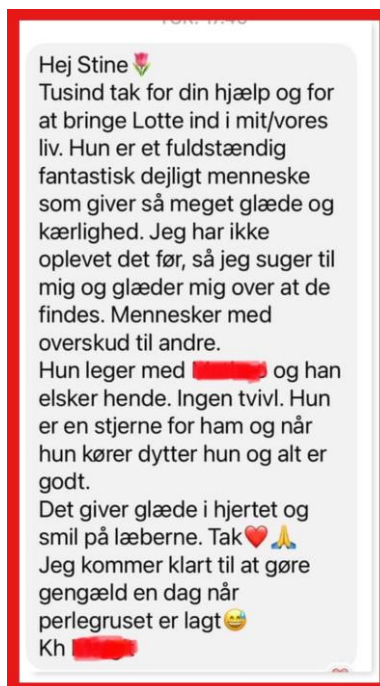 Hej Stine🌷
Tusind tak for din hjælp og for
at bringe Lotte ind i mit/vores
liv. Hun er et fuldstændig
fantastisk dejligt menneske
som giver så meget glæde og
kærlighed. Jeg har ikke
oplevet det før, så jeg suger til
mig og glæder mig over at de
findes. Mennesker med
overskud til andre.
Hun leger med og han
elsker hende. Ingen tvivl. Hun
er en stjerne for ham og når
hun kører dytter hun og alt er
godt.
Det giver glæde i hjertet og
smil på læberne. Tak❤️🙏
Jeg kommer klart til at gøre
gengæld en dag når
perlegruset er lagt😅
Kh